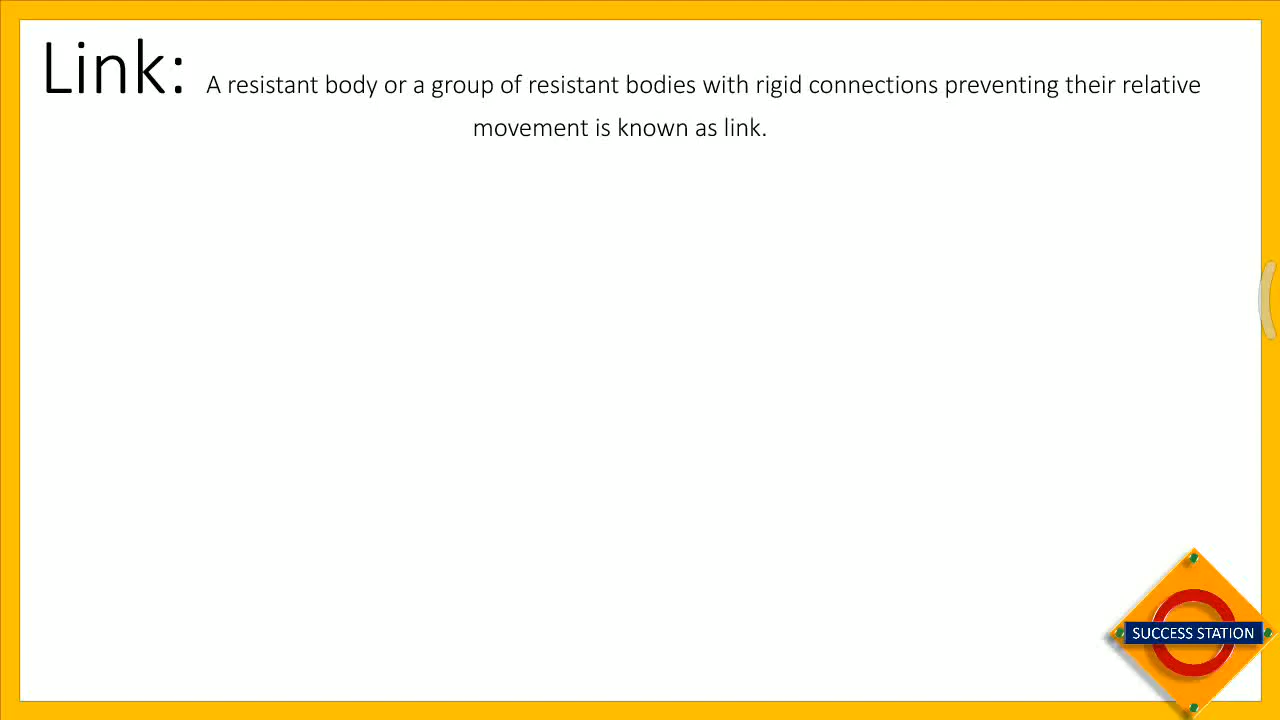 Link: A resistant body or a group of resistant bodies with rigid connections preventing their relative
movement is known as link.
SUCCESS STATION